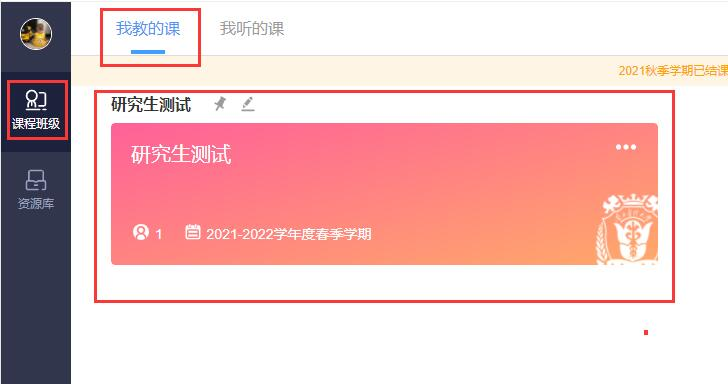 我教的课
我听的课
2021秋季学期已结课
课程班级
资源库
研究生测试
研究生测试
1
2021-2022学年度春季学期